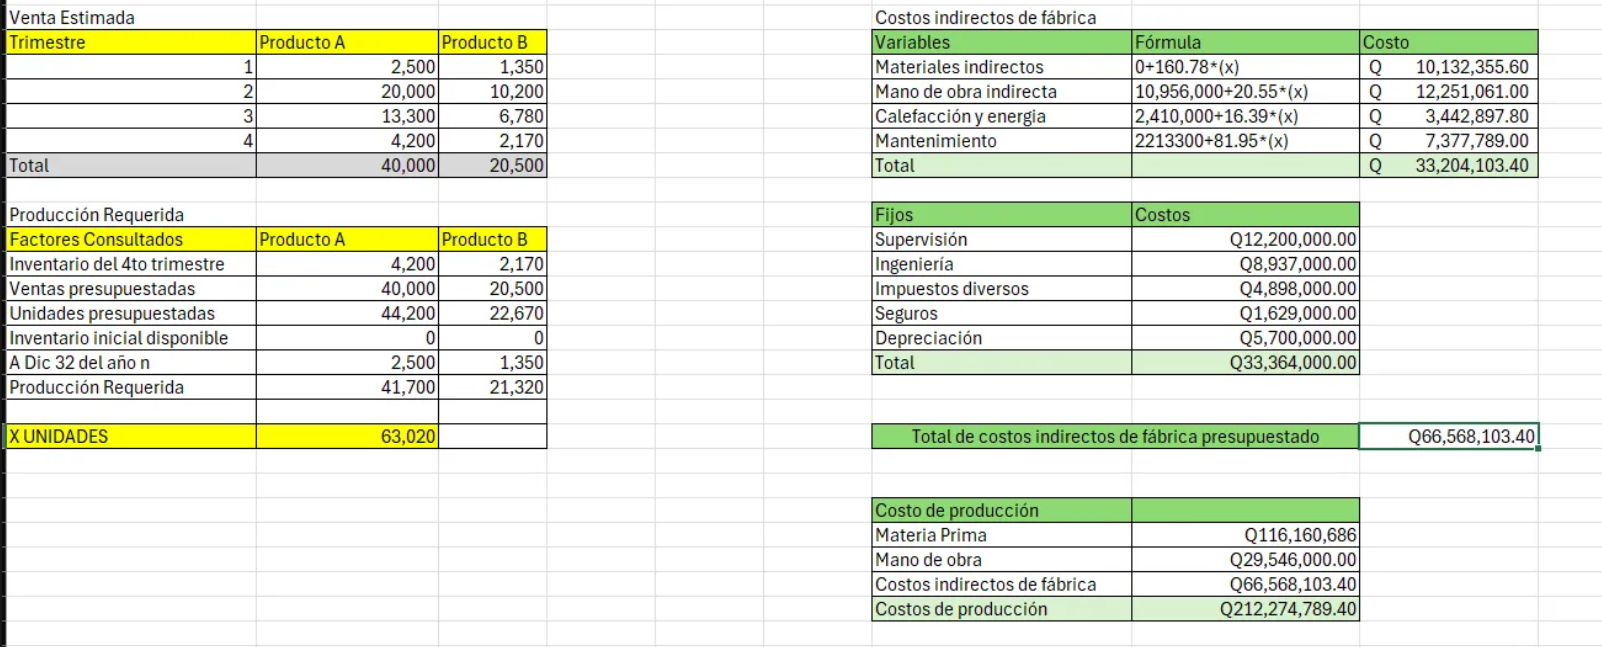 Venta Estimada
Trimestre Producto A Producto B
1 2,500 1,350
2 20,000 10,200
3 13,300 6,780
4 4,200 2,170
Total 40,000 20,500
Producción Requerida
Factores Consultados Producto A Producto B
Inventario del 4to trimestre 4,200 2,170
Ventas presupuestadas 40,000 20,500
Unidades presupuestadas 44,200 22,670
Inventario inicial disponible 0 0
A Dic 32 del año n 2,500 1,350
Producción Requerida 41,700 21,320
X UNIDADES 63,020
Costos indirectos de fábrica
Variables Fórmula Costo
Materiales indirectos 0+160.78*(x) Q 10,132,355.60
Mano de obra indirecta 10,956,000+20.55*(x) Q 12,251,061.00
Calefacción y energia 2,410,000+16.39*(x) Q 3,442,897.80
Mantenimiento 2213300+81.95*(x) Q 7,377,789.00
Total Q 33,204,103.40
Fijos Costos
Supervisión Q12,200,000.00
Ingeniería Q8,937,000.00
Impuestos diversos Q4,898,000.00
Seguros Q1,629,000.00
Depreciación Q5,700,000.00
Total Q33,364,000.00
Total de costos indirectos de fábrica presupuestado Q66,568,103.40
Costo de producción
Materia Prima Q116,160,686
Mano de obra Q29,546,000.00
Costos indirectos de fábrica Q66,568,103.40
Costos de producción Q212,274,789.40